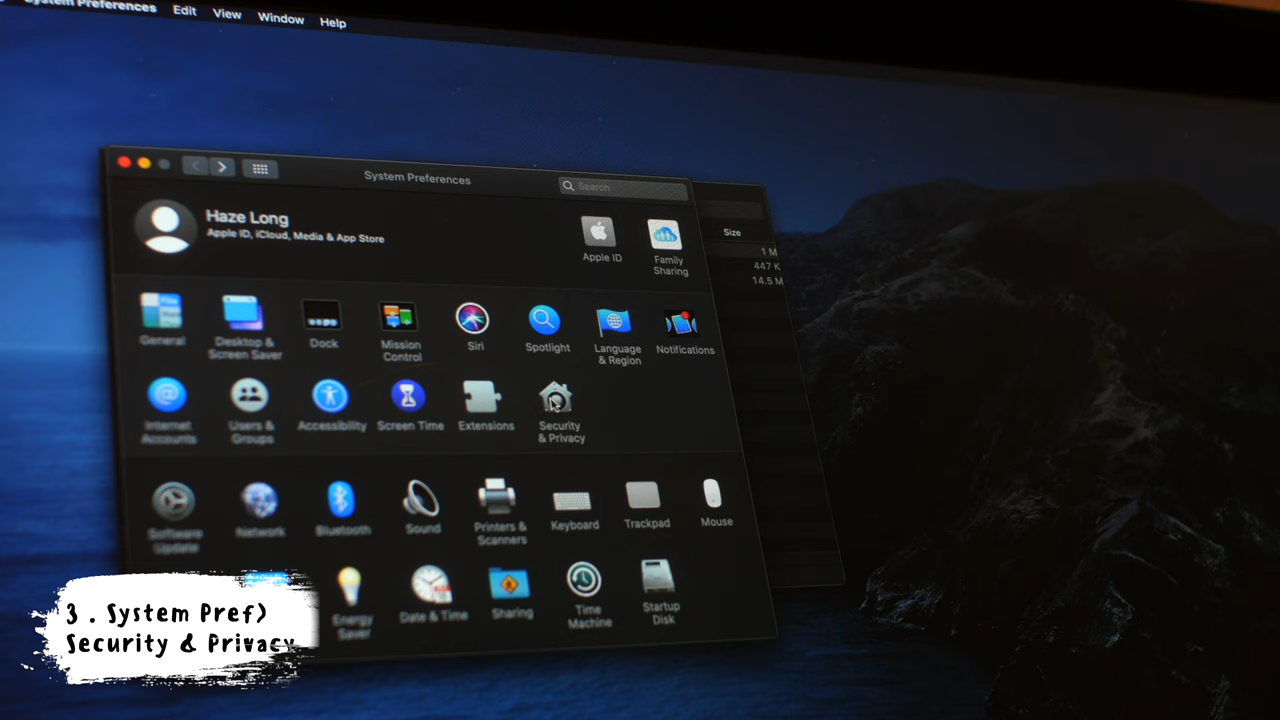 System Preferences Edit View Window Help
System Preferences
Search
Haze Long
Apple ID, iCloud, Media & App Store
Apple ID
Family
Sharing
Size
1 M
447 K
14.5 M
General
Desktop &
Screen Saver
Dock
Mission
Control
Siri
Spotlight
Language
& Region
Notifications
Internet
Accounts
Users &
Groups
Accessibility
Screen Time
Extensions
Security
& Privacy
Software
Update
Network
Bluetooth
Sound
Printers &
Scanners
Keyboard
Trackpad
Mouse
Energy
Saver
Date & Time
Sharing
Time
Machine
Startup
Disk
3 . System Pref)
Security & Privacy